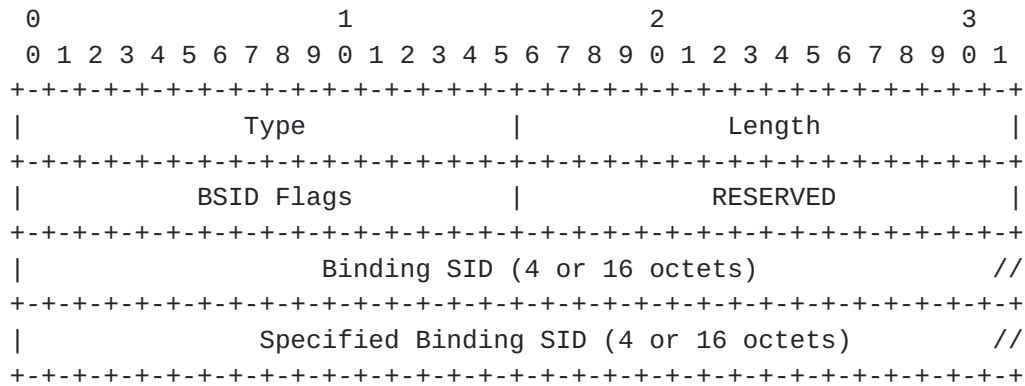 0                   1                   2                   3
 0 1 2 3 4 5 6 7 8 9 0 1 2 3 4 5 6 7 8 9 0 1 2 3 4 5 6 7 8 9 0 1
+-+-+-+-+-+-+-+-+-+-+-+-+-+-+-+-+-+-+-+-+-+-+-+-+-+-+-+-+-+-+-+-+
|              Type             |             Length            |
+-+-+-+-+-+-+-+-+-+-+-+-+-+-+-+-+-+-+-+-+-+-+-+-+-+-+-+-+-+-+-+-+
|           BSID Flags          |            RESERVED           |
+-+-+-+-+-+-+-+-+-+-+-+-+-+-+-+-+-+-+-+-+-+-+-+-+-+-+-+-+-+-+-+-+
|                   Binding SID (4 or 16 octets)               //
+-+-+-+-+-+-+-+-+-+-+-+-+-+-+-+-+-+-+-+-+-+-+-+-+-+-+-+-+-+-+-+-+
|               Specified Binding SID (4 or 16 octets)         //
+-+-+-+-+-+-+-+-+-+-+-+-+-+-+-+-+-+-+-+-+-+-+-+-+-+-+-+-+-+-+-+-+